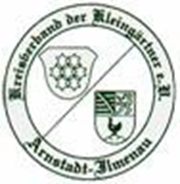 Kreisverband der Kleingärtner e.V.
Arnstadt-Ilmenau